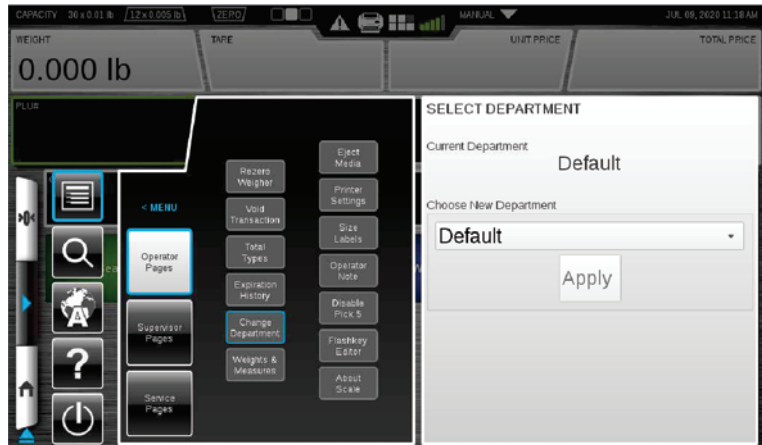 CAPACITY 30 x 0.01 lb 12 x 0.005 lb ZERO MANUAL JUL 09, 2020 11:18 AM
WEIGHT TARE UNIT PRICE TOTAL PRICE
0.000 lb
PLU#
< MENU
Operator
Pages
Supervisor
Pages
Service
Pages
Rezero
Weigher
Void
Transaction
Total
Types
Expiration
History
Change
Department
Weights &
Measures
Eject
Media
Printer
Settings
Size
Labels
Operator
Note
Disable
Pick 5
Flashkey
Editor
About
Scale
SELECT DEPARTMENT
Current Department
Default
Choose New Department
Default
Apply
>0<
A
?